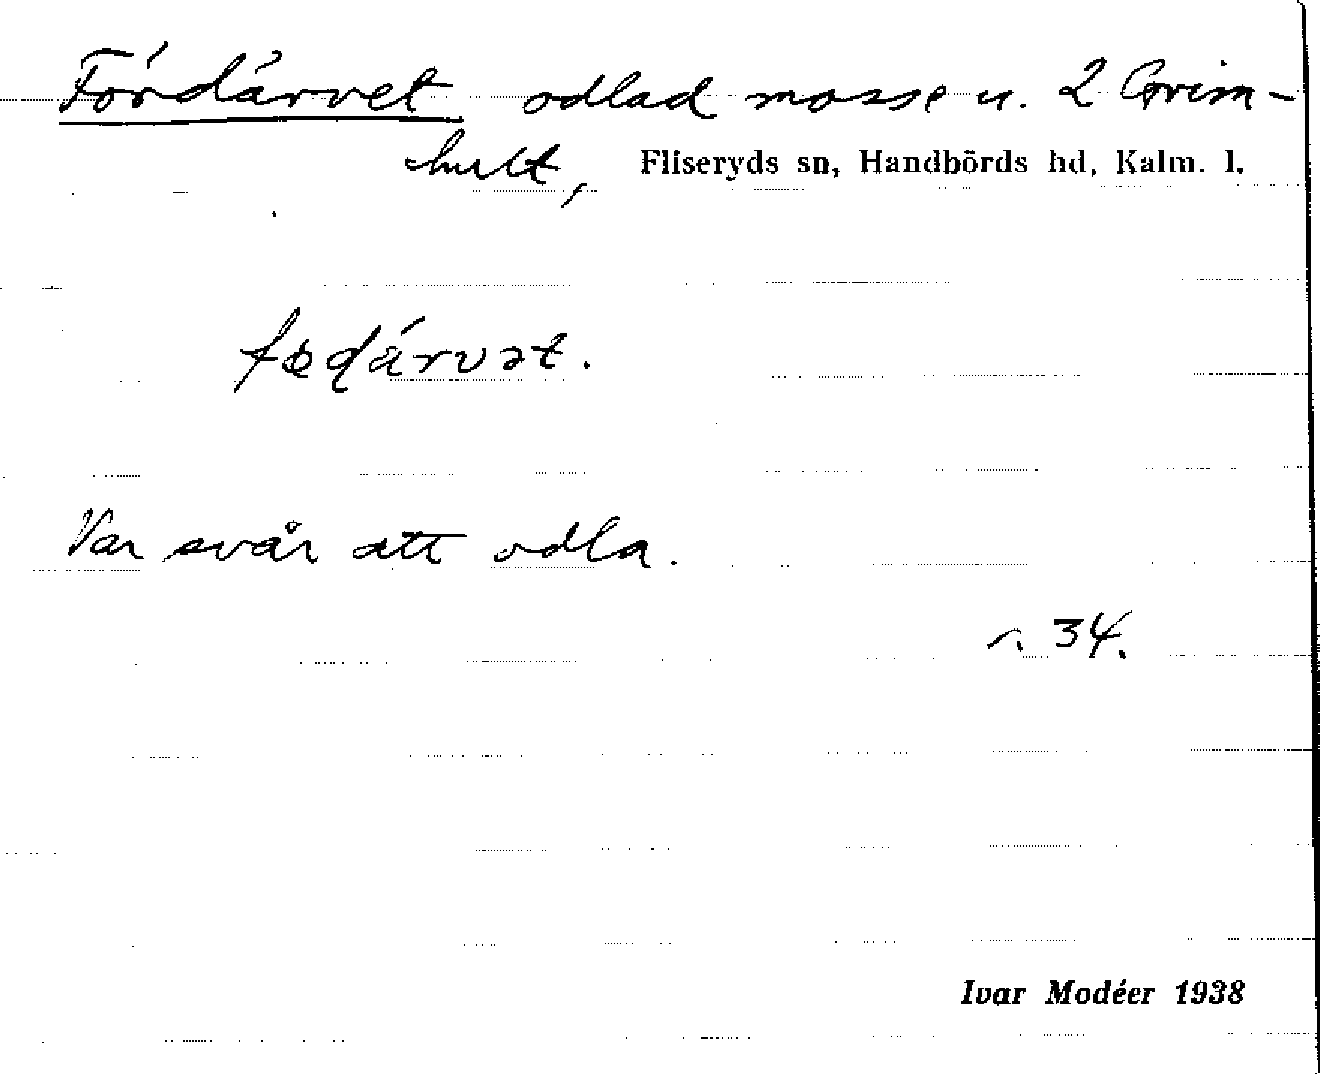 Fördärvet odlad mosse u. 2 Grim-
hult, Fliseryds sn, Handbörds hd, Kalm. l.
fœdárvət.
Var svår att odla.
s. 34.
Ivar Modéer 1938